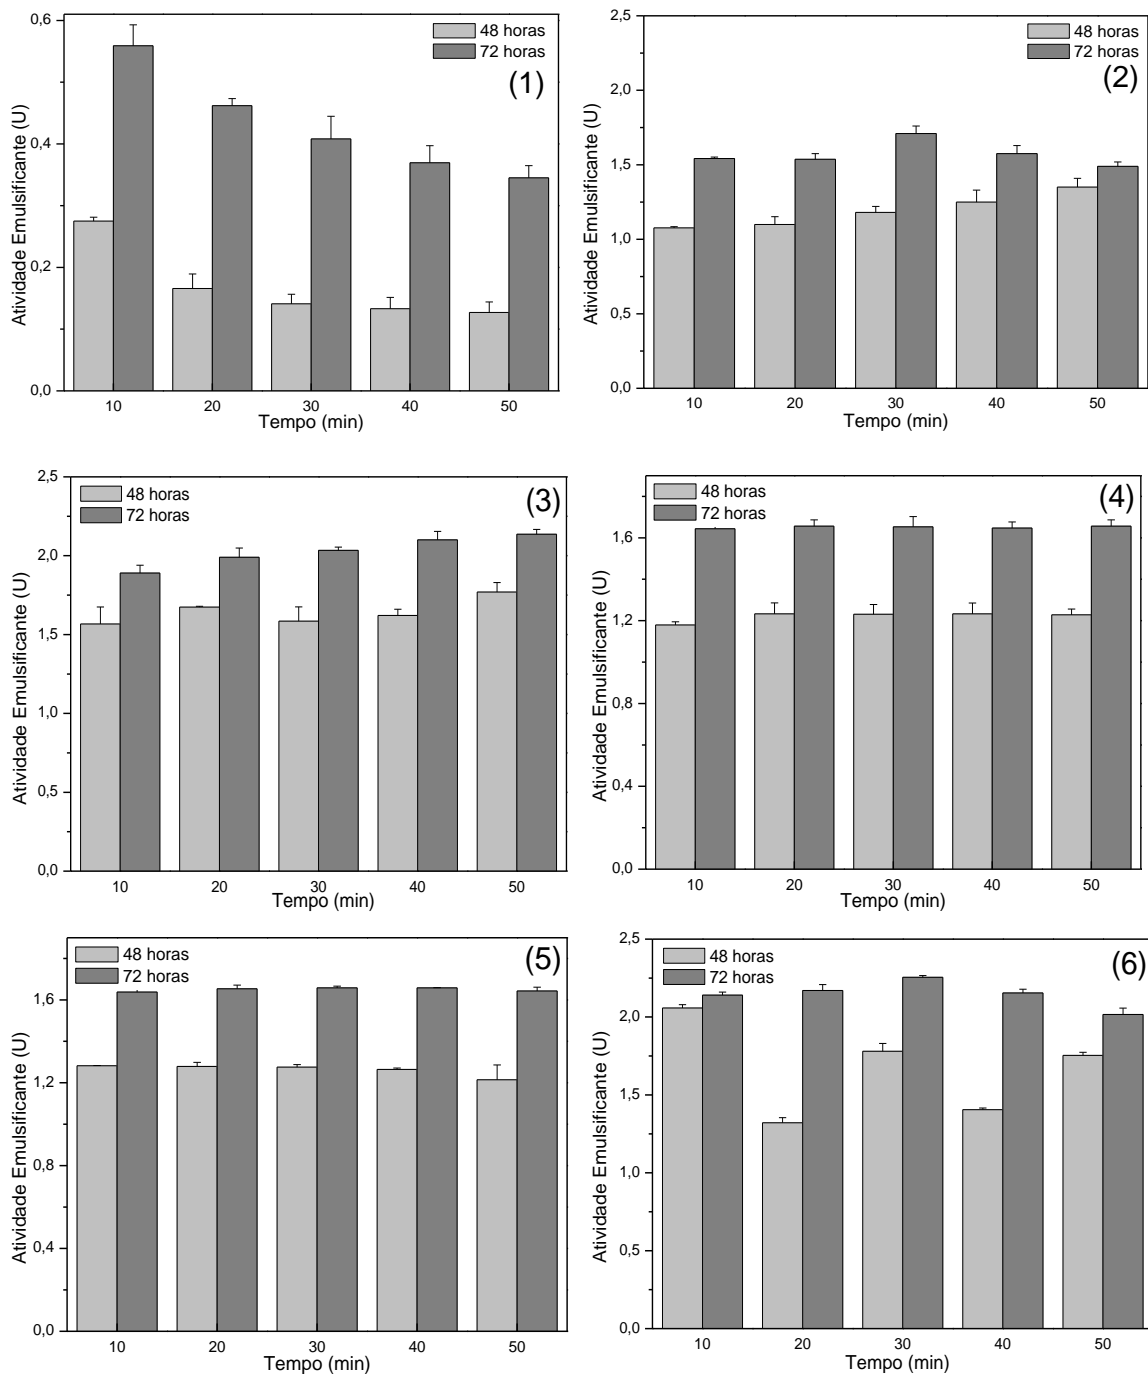 48 horas
72 horas
(1)
Atividade Emulsificante (U)
0,6
0,4
0,2
0,0
10 20 30 40 50
Tempo (min)
48 horas
72 horas
(2)
Atividade Emulsificante (U)
2,5
2,0
1,5
1,0
0,5
0,0
10 20 30 40 50
Tempo (min)
48 horas
72 horas
(3)
Atividade Emulsificante (U)
2,5
2,0
1,5
1,0
0,5
0,0
10 20 30 40 50
Tempo (min)
48 horas
72 horas
(4)
Atividade Emulsificante (U)
1,6
1,2
0,8
0,4
0,0
10 20 30 40 50
Tempo (min)
48 horas
72 horas
(5)
Atividade Emulsificante (U)
1,6
1,2
0,8
0,4
0,0
10 20 30 40 50
Tempo (min)
48 horas
72 horas
(6)
Atividade Emulsificante (U)
2,5
2,0
1,5
1,0
0,5
0,0
10 20 30 40 50
Tempo (min)